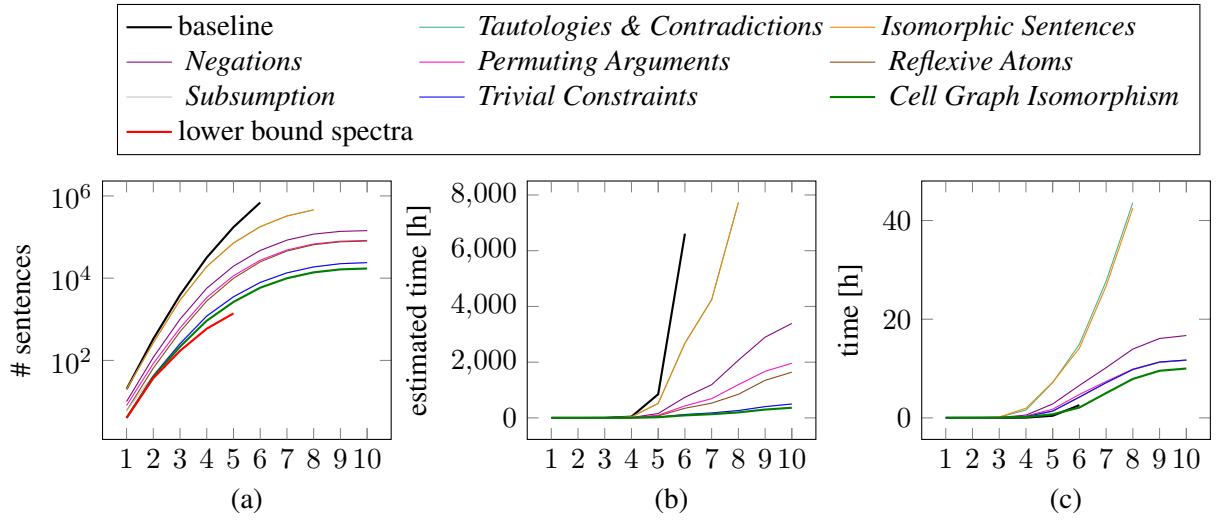 baseline Tautologies & Contradictions Isomorphic Sentences
Negations Permuting Arguments Reflexive Atoms
Subsumption Trivial Constraints Cell Graph Isomorphism
lower bound spectra
# sentences
10^6
10^4
10^2
1 2 3 4 5 6 7 8 9 10
(a)
estimated time [h]
8,000
6,000
4,000
2,000
0
1 2 3 4 5 6 7 8 9 10
(b)
time [h]
40
20
0
1 2 3 4 5 6 7 8 9 10
(c)